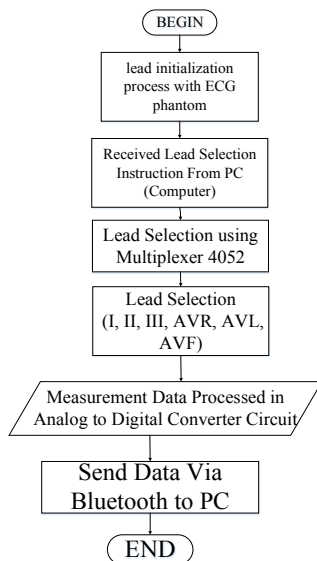 BEGIN
lead initialization
process with ECG
phantom
Received Lead Selection
Instruction From PC
(Computer)
Lead Selection using
Multiplexer 4052
Lead Selection
(I, II, III, AVR, AVL,
AVF)
Measurement Data Processed in
Analog to Digital Converter Circuit
Send Data Via
Bluetooth to PC
END